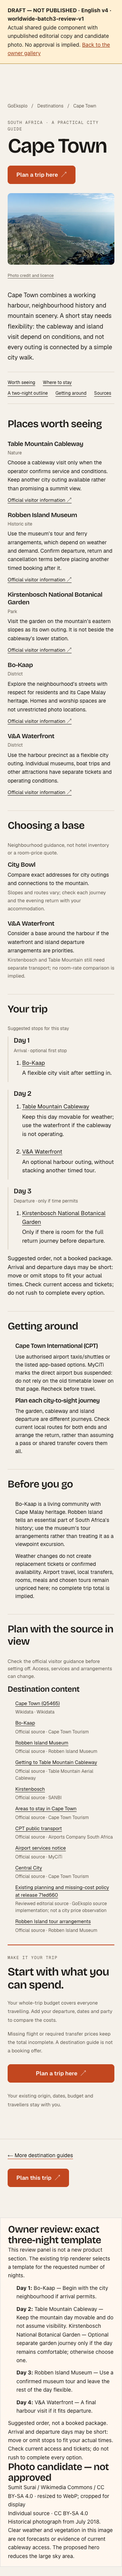 DRAFT — NOT PUBLISHED · English v4 ·
worldwide-batch3-review-v1
Actual shared guide component with
unpublished editorial copy and candidate
photo. No approval is implied. Back to the
owner gallery
GoEksplo / Destinations / Cape Town
SOUTH AFRICA · A PRACTICAL CITY
GUIDE
Cape Town
Plan a trip here ↗
Photo credit and licence
Cape Town combines a working
harbour, neighbourhood history and
mountain scenery. A short stay needs
flexibility: the cableway and island
visit depend on conditions, and not
every outing is connected by a simple
city walk.
Worth seeing Where to stay
A two-night outline Getting around Sources
Places worth seeing
Table Mountain Cableway
Nature
Choose a cableway visit only when the
operator confirms service and conditions.
Keep another city outing available rather
than promising a summit view.
Official visitor information ↗
Robben Island Museum
Historic site
Use the museum's tour and ferry
arrangements, which depend on weather
and demand. Confirm departure, return and
cancellation terms before placing another
timed booking after it.
Official visitor information ↗
Kirstenbosch National Botanical
Garden
Park
Visit the garden on the mountain's eastern
slopes as its own outing. It is not beside the
cableway's lower station.
Official visitor information ↗
Bo-Kaap
District
Explore the neighbourhood's streets with
respect for residents and its Cape Malay
heritage. Homes and worship spaces are
not unrestricted photo locations.
Official visitor information ↗
V&A Waterfront
District
Use the harbour precinct as a flexible city
outing. Individual museums, boat trips and
other attractions have separate tickets and
operating conditions.
Official visitor information ↗
Choosing a base
Neighbourhood guidance, not hotel inventory
or a room-price quote.
City Bowl
Compare exact addresses for city outings
and connections to the mountain.
Slopes and routes vary; check each journey
and the evening return with your
accommodation.
V&A Waterfront
Consider a base around the harbour if the
waterfront and island departure
arrangements are priorities.
Kirstenbosch and Table Mountain still need
separate transport; no room-rate comparison is
implied.
Your trip
Suggested stops for this stay
Day 1
Arrival · optional first step
1. Bo-Kaap
A flexible city visit after settling in.
Day 2
1. Table Mountain Cableway
Keep this day movable for weather;
use the waterfront if the cableway
is not operating.
2. V&A Waterfront
An optional harbour outing, without
stacking another timed tour.
Day 3
Departure · only if time permits
1. Kirstenbosch National Botanical
Garden
Only if there is room for the full
return journey before departure.
Suggested order, not a booked package.
Arrival and departure days may be short:
move or omit stops to fit your actual
times. Check current access and tickets;
do not rush to complete every option.
Getting around
Cape Town International (CPT)
Use authorised airport taxis/shuttles or
the listed app-based options. MyCiTi
marks the direct airport bus discontinued;
do not rely on the old timetable lower on
that page. Recheck before travel.
Plan each city-to-sight journey
The garden, cableway and island
departure are different journeys. Check
current local routes for both ends and
arrange the return, rather than assuming
a pass or shared transfer covers them
all.
Before you go
Bo-Kaap is a living community with
Cape Malay heritage. Robben Island
tells an essential part of South Africa's
history; use the museum's tour
arrangements rather than treating it as a
viewpoint excursion.
Weather changes do not create
replacement tickets or confirmed
availability. Airport travel, local transfers,
optional meals and chosen rooms
remain separate here; no complete trip total is
implied.
Plan with the source in
view
Check the official visitor guidance before
setting off. Access, services and arrangements
can change.
Destination content
Cape Town (Q5465)
Wikidata · Wikidata
Bo-Kaap
Official source · Cape Town Tourism
Robben Island Museum
Official source · Robben Island Museum
Getting to Table Mountain Cableway
Official source · Table Mountain Aerial
Cableway
Kirstenbosch
Official source · SANBI
Areas to stay in Cape Town
Official source · Cape Town Tourism
CPT public transport
Official source · Airports Company South Africa
Airport services notice
Official source · MyCiTi
Central City
Official source · Cape Town Tourism
Existing planning and missing-cost policy
at release 71ed660
Reviewed editorial source · GoEksplo source
implementation; not a city price observation
Robben Island tour arrangements
Official source · Robben Island Museum
MAKE IT YOUR TRIP
Start with what you
can spend.
Your whole-trip budget covers everyone
travelling. Add your departure, dates and party
to compare the costs.
Missing flight or required transfer prices keep
the total incomplete. A destination guide is not
a booking offer.
Plan a trip here ↗
Your existing origin, dates, budget and
travellers stay with you.
← More destination guides
Plan this trip ↗
Owner review: exact
three-night template
This review panel is not a new product
section. The existing trip renderer selects
a template for the requested number of
nights.
Day 1: Bo-Kaap — Begin with the city
neighbourhood if arrival permits.
Day 2: Table Mountain Cableway —
Keep the mountain day movable and do
not assume visibility. Kirstenbosch
National Botanical Garden — Optional
separate garden journey only if the day
remains comfortable; otherwise choose
one.
Day 3: Robben Island Museum — Use a
confirmed museum tour and leave the
rest of the day flexible.
Day 4: V&A Waterfront — A final
harbour visit if it fits departure.
Suggested order, not a booked package.
Arrival and departure days may be short:
move or omit stops to fit your actual times.
Check current access and tickets; do not
rush to complete every option.
Photo candidate — not
approved
Sumit Surai / Wikimedia Commons / CC
BY-SA 4.0 · resized to WebP; cropped for
display
Individual source · CC BY-SA 4.0
Historical photograph from July 2018.
Clear weather and vegetation in this image
are not forecasts or evidence of current
cableway access. The proposed hero
reduces the large sky area.